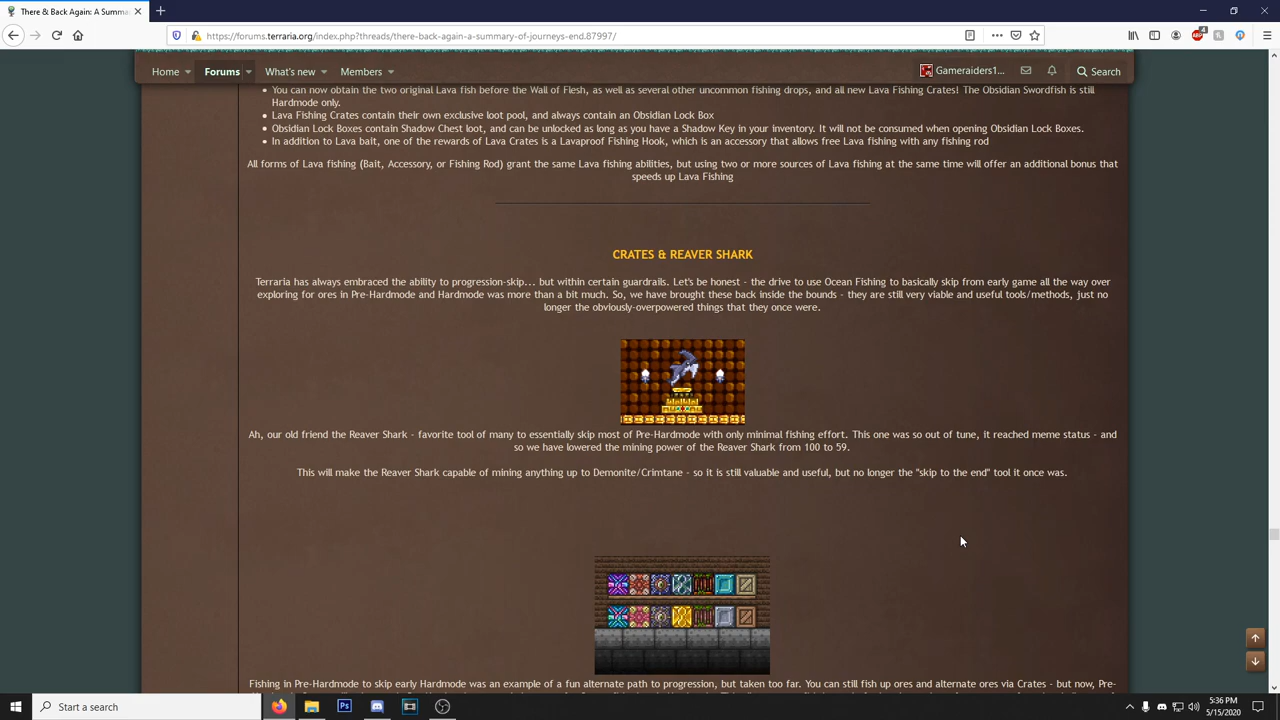 There & Back Again: A Summar
https://forums.terraria.org/index.php?threads/there-back-again-a-summary-of-journeys-end.87997/
Home
Forums
What's new
Members
Gameraiders1...
Search
You can now obtain the two original Lava fish before the Wall of Flesh, as well as several other uncommon fishing drops, and all new Lava Fishing Crates! The Obsidian Swordfish is still
Hardmode only.
Lava Fishing Crates contain their own exclusive loot pool, and always contain an Obsidian Lock Box
Obsidian Lock Boxes contain Shadow Chest loot, and can be unlocked as long as you have a Shadow Key in your inventory. It will not be consumed when opening Obsidian Lock Boxes.
In addition to Lava bait, one of the rewards of Lava Crates is a Lavaproof Fishing Hook, which is an accessory that allows free Lava fishing with any fishing rod
All forms of Lava fishing (Bait, Accessory, or Fishing Rod) grant the same Lava fishing abilities, but using two or more sources of Lava fishing at the same time will offer an additional bonus that
speeds up Lava Fishing
CRATES & REAVER SHARK
Terraria has always embraced the ability to progression-skip... but within certain guardrails. Let's be honest - the drive to use Ocean Fishing to basically skip from early game all the way over
exploring for ores in Pre-Hardmode and Hardmode was more than a bit much. So, we have brought these back inside the bounds - they are still very viable and useful tools/methods, just no
longer the obviously-overpowered things that they once were.
Ah, our old friend the Reaver Shark - favorite tool of many to essentially skip most of Pre-Hardmode with only minimal fishing effort. This one was so out of tune, it reached meme status - and
so we have lowered the mining power of the Reaver Shark from 100 to 59.
This will make the Reaver Shark capable of mining anything up to Demonite/Crimtane - so it is still valuable and useful, but no longer the "skip to the end" tool it once was.
Fishing in Pre-Hardmode to skip early Hardmode was an example of a fun alternate path to progression, but taken too far. You can still fish up ores and alternate ores via Crates - but now, Pre-
Search
5:36 PM
5/15/2020